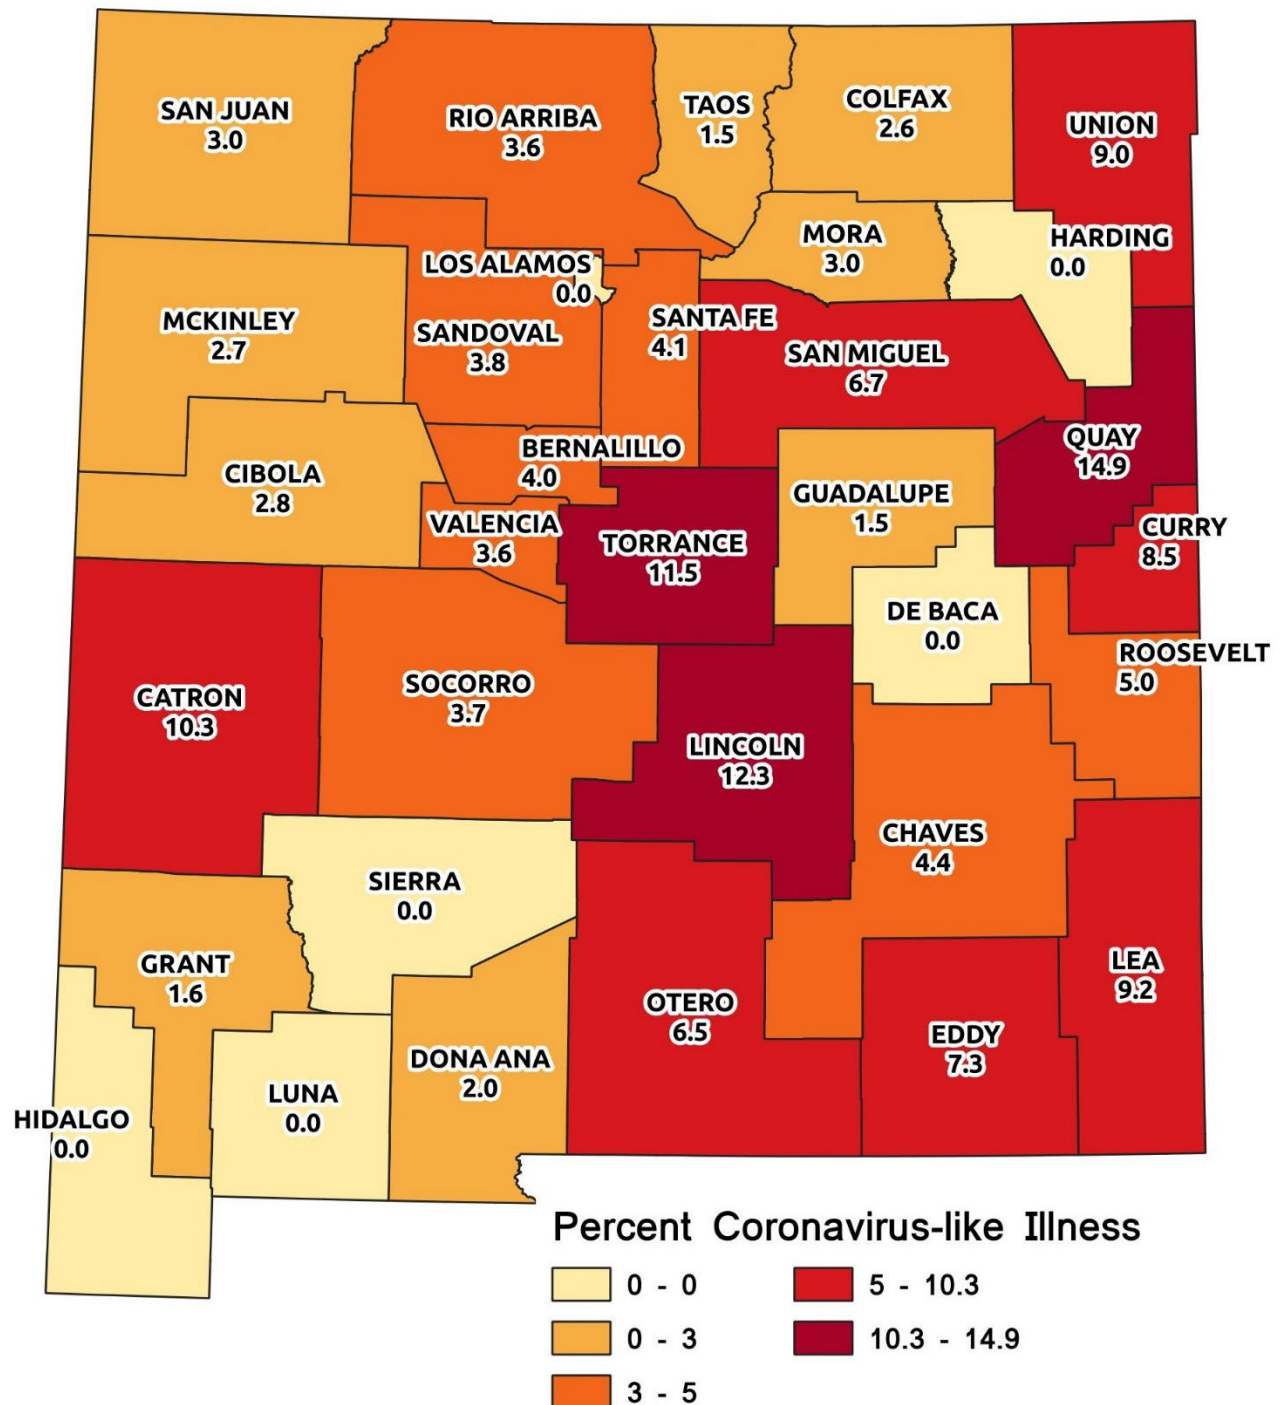 SAN JUAN
3.0
RIO ARRIBA
3.6
TAOS
1.5
COLFAX
2.6
UNION
9.0
MORA
3.0
HARDING
0.0
LOS ALAMOS
0.0
MCKINLEY
2.7
SANDOVAL
3.8
SANTA FE
4.1
SAN MIGUEL
6.7
QUAY
14.9
CIBOLA
2.8
BERNALILLO
4.0
GUADALUPE
1.5
VALENCIA
3.6
TORRANCE
11.5
CURRY
8.5
DE BACA
0.0
ROOSEVELT
5.0
CATRON
10.3
SOCORRO
3.7
LINCOLN
12.3
CHAVES
4.4
SIERRA
0.0
GRANT
1.6
OTERO
6.5
LEA
9.2
EDDY
7.3
DONA ANA
2.0
LUNA
0.0
HIDALGO
0.0
Percent Coronavirus-like Illness
0 - 0
0 - 3
3 - 5
5 - 10.3
10.3 - 14.9